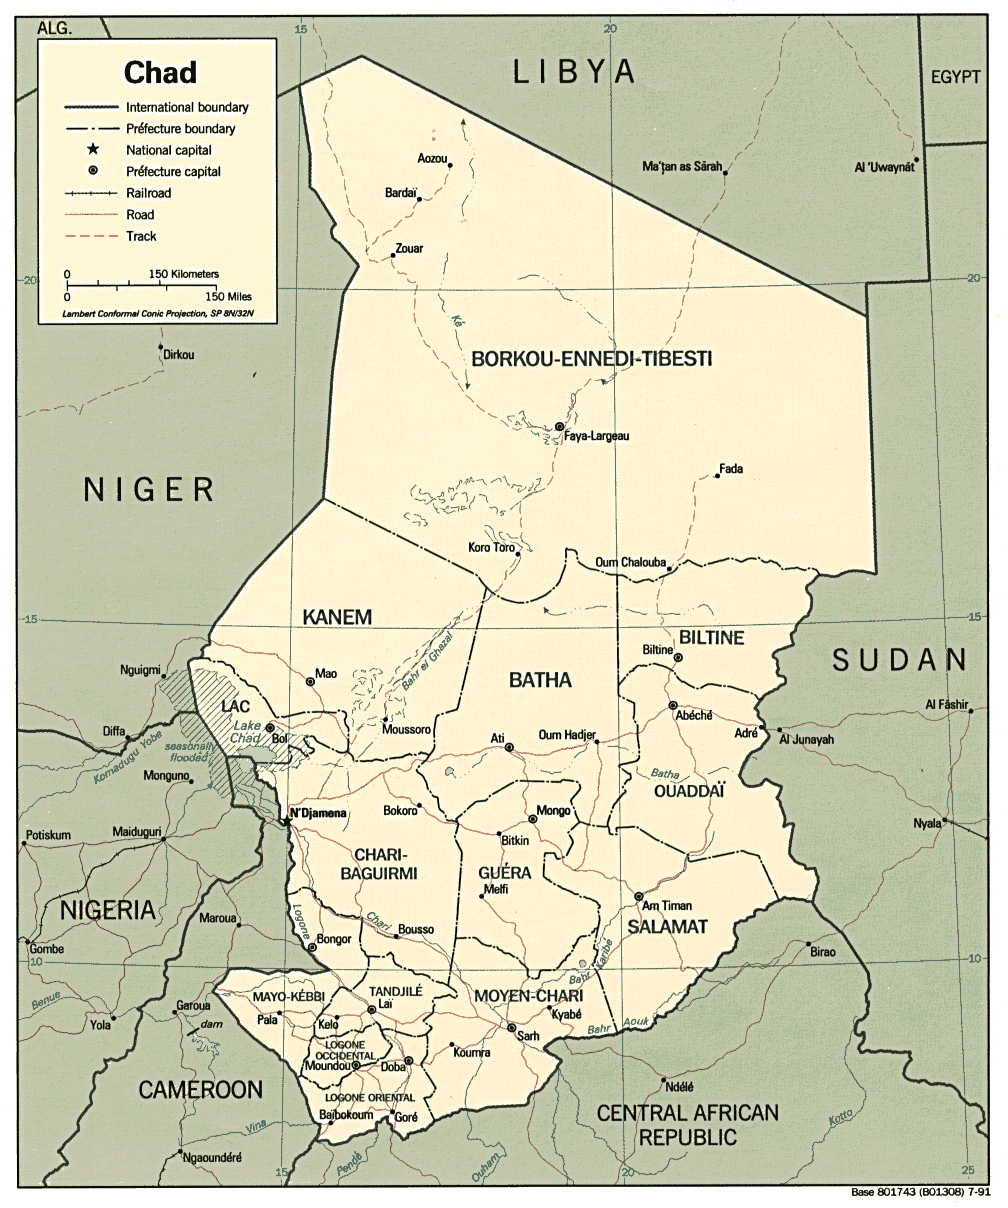 ALG.
15
20
LIBYA
EGYPT
Chad
International boundary
Préfecture boundary
National capital
Préfecture capital
Railroad
Road
Track
0 150 Kilometers
0 150 Miles
Lambert Conformal Conic Projection, SP 8N/32N
Aozou
Ma'ţan as Sārah
Al 'Uwaynāt
Bardaï
Zouar
20
20
Ké
Dirkou
BORKOU-ENNEDI-TIBESTI
Faya-Largeau
Fada
NIGER
Koro Toro
Oum Chalouba
15
KANEM
15
BILTINE
Biltine
SUDAN
Bahr el Ghazal
Nguigmi
Mao
BATHA
LAC
Lake
Chad
Bol
Moussoro
Abéché
Al Fāshir
Diffa
Komadugu Yobe
seasonally
flooded
Ati
Oum Hadjer
Adré
Al Junayah
Monguno
Batha
OUADDAÏ
N'Djamena
Bokoro
Mongo
Bitkin
Nyala
Potiskum
Maiduguri
CHARI-
BAGUIRMI
GUÉRA
Melfi
Am Timan
SALAMAT
NIGERIA
Maroua
Logone
Chari
Bousso
Bongor
Gombe
Birao
10
10
Bahr Karibé
Benue
MAYO-KÉBBI
TANDJILÉ
Laï
MOYEN-CHARI
Kyabé
Garoua
Pala
Kelo
Yola
dam
Bahr Aouk
Sarh
LOGONE
OCCIDENTAL
Moundou
Doba
Koumra
CAMEROON
Ndélé
LOGONE ORIENTAL
Baïbokoum
Goré
CENTRAL AFRICAN
REPUBLIC
Kotto
Vina
Ngaoundéré
Pendé
Ouham
15
20
25
Base 801743 (B01308) 7-91